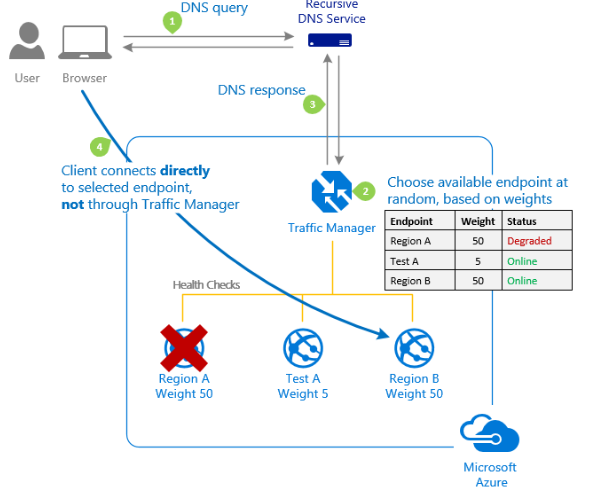 DNS query
1
Recursive
DNS Service
User
Browser
DNS response
3
4
Client connects directly
to selected endpoint,
not through Traffic Manager
2
Choose available endpoint at
random, based on weights
Traffic Manager
Endpoint Weight Status
Region A 50 Degraded
Test A 5 Online
Region B 50 Online
Health Checks
Region A
Weight 50
Test A
Weight 5
Region B
Weight 50
Microsoft
Azure